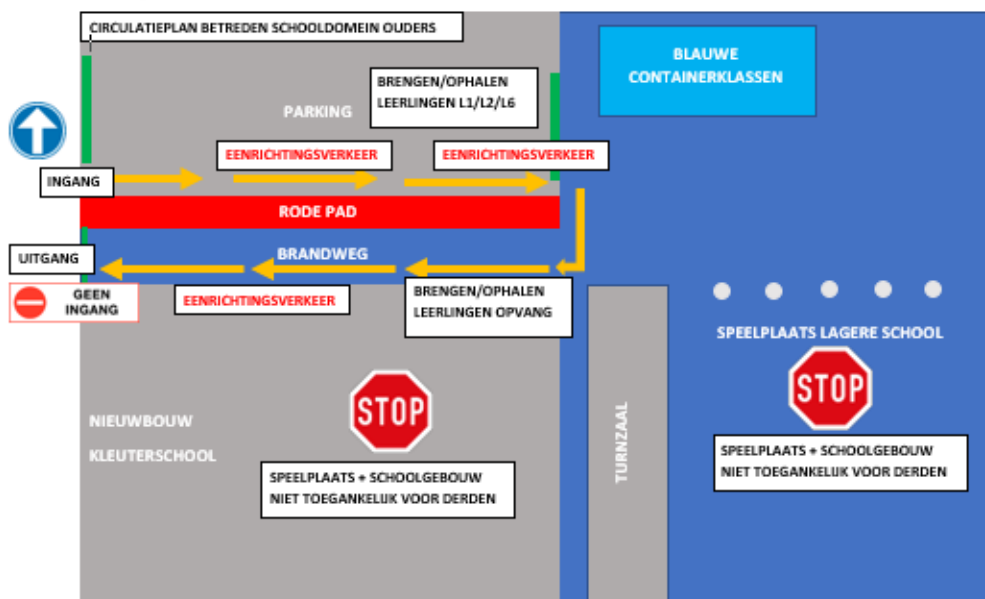 CIRCULATIEPLAN BETREDEN SCHOOLDOMEIN OUDERS
BLAUWE
CONTAINERKLASSEN
BRENGEN/OPHALEN
LEERLINGEN L1/L2/L6
PARKING
EENRICHTINGSVERKEER
EENRICHTINGSVERKEER
INGANG
RODE PAD
UITGANG
BRANDWEG
GEEN
INGANG
EENRICHTINGSVERKEER
BRENGEN/OPHALEN
LEERLINGEN OPVANG
SPEELPLAATS LAGERE SCHOOL
STOP
STOP
NIEUWBOUW
KLEUTERSCHOOL
TURNZAAL
SPEELPLAATS + SCHOOLGEBOUW
NIET TOEGANKELIJK VOOR DERDEN
SPEELPLAATS + SCHOOLGEBOUW
NIET TOEGANKELIJK VOOR DERDEN